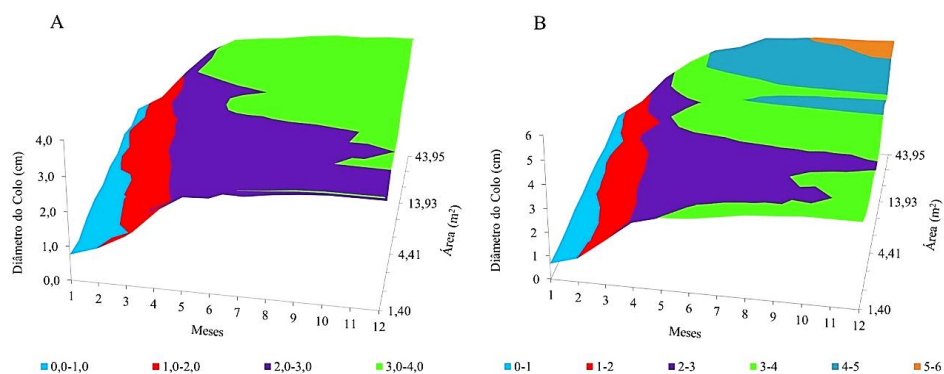 A
Diâmetro do Colo (cm)
4,0
3,0
2,0
1,0
0,0
1 2 3 4 5 6 7 8 9 10 11 12
Meses
43,95
13,93
4,41
1,40
Área (m²)
0,0-1,0 1,0-2,0 2,0-3,0 3,0-4,0
B
Diâmetro do Colo (cm)
6
5
4
3
2
1
0
1 2 3 4 5 6 7 8 9 10 11 12
Meses
43,95
13,93
4,41
1,40
Área (m²)
0-1 1-2 2-3 3-4 4-5 5-6